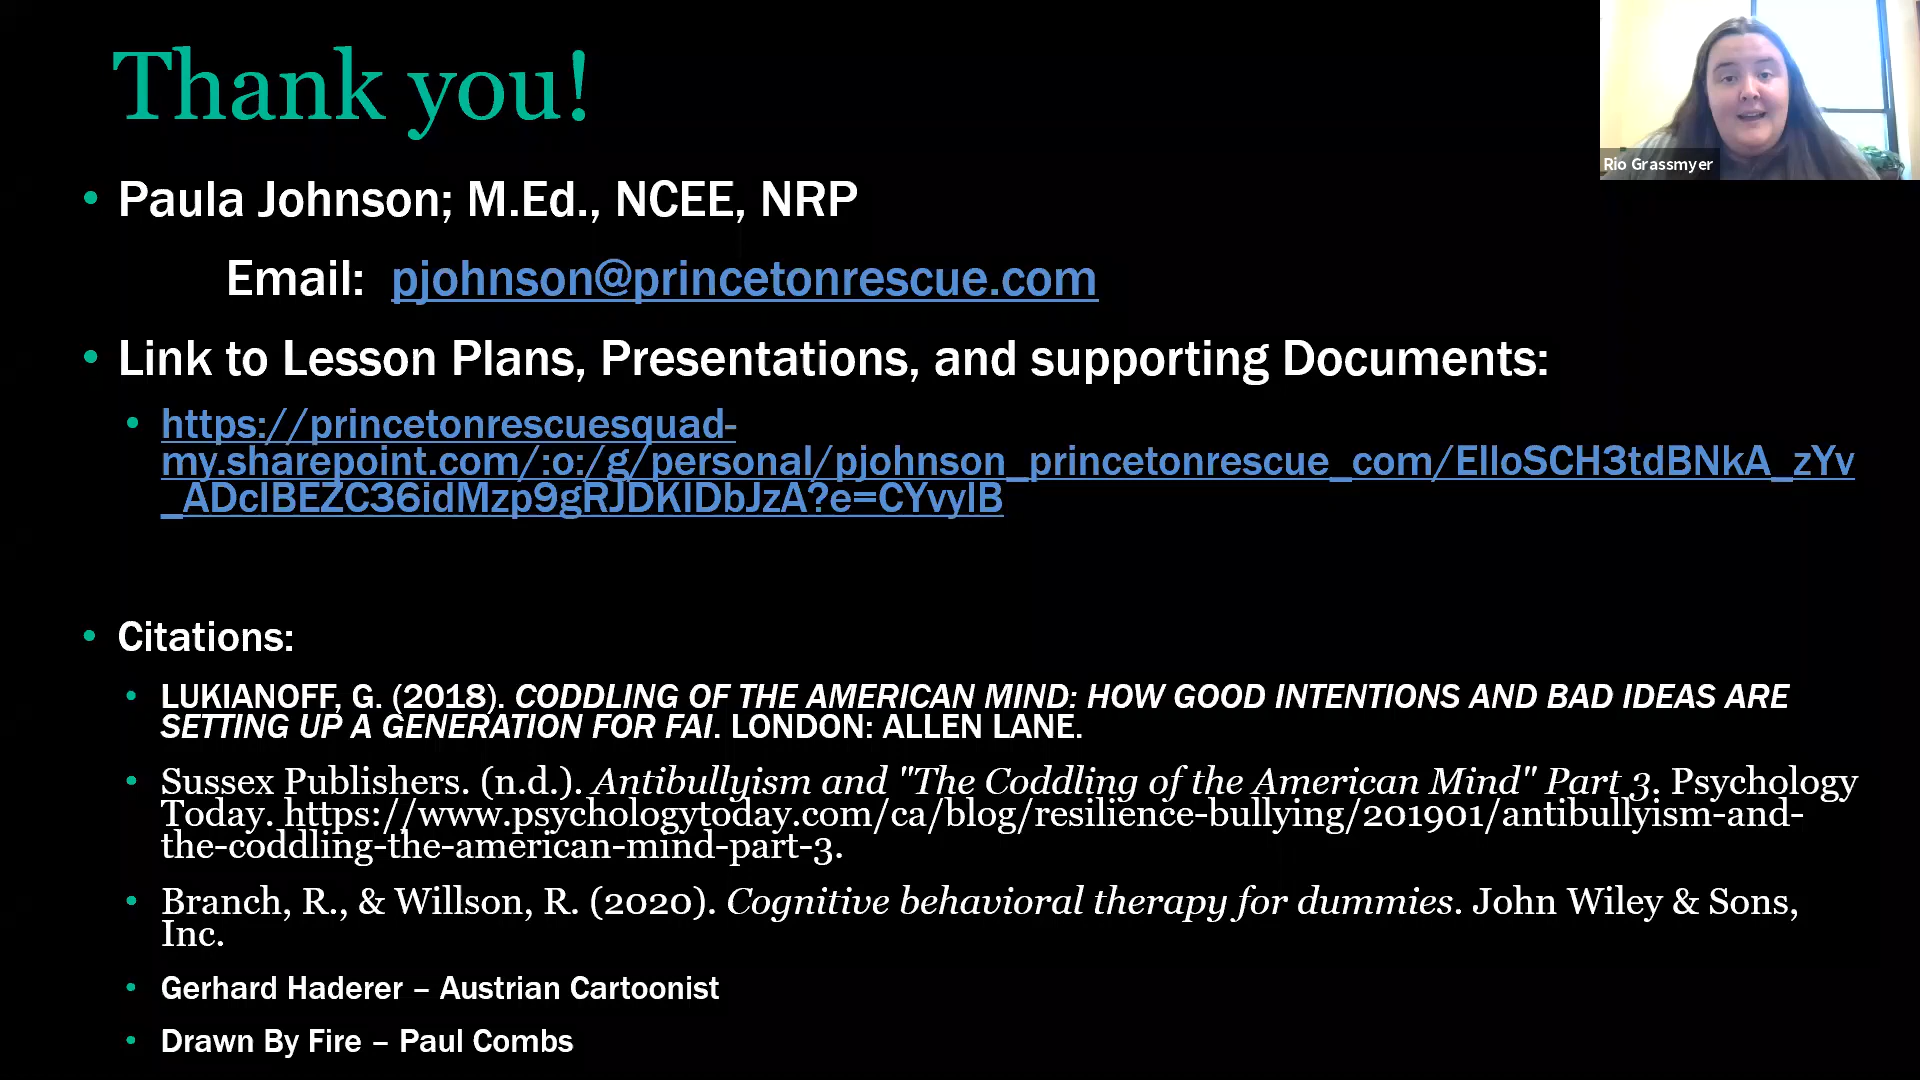 Thank you!
Rio Grassmyer
• Paula Johnson; M.Ed., NCEE, NRP
Email: pjohnson@princetonrescue.com
• Link to Lesson Plans, Presentations, and supporting Documents:
• https://princetonrescuesquad-
my.sharepoint.com/:o:/g/personal/pjohnson_princetonrescue_com/ElloSCH3tdBNkA_zYv
_ADclBEZC36idMzp9gRJDKlDbJzA?e=CYvylB
• Citations:
• LUKIANOFF, G. (2018). CODDLING OF THE AMERICAN MIND: HOW GOOD INTENTIONS AND BAD IDEAS ARE
SETTING UP A GENERATION FOR FAI. LONDON: ALLEN LANE.
• Sussex Publishers. (n.d.). Antibullyism and "The Coddling of the American Mind" Part 3. Psychology
Today. https://www.psychologytoday.com/ca/blog/resilience-bullying/201901/antibullyism-and-
the-coddling-the-american-mind-part-3.
• Branch, R., & Willson, R. (2020). Cognitive behavioral therapy for dummies. John Wiley & Sons,
Inc.
• Gerhard Haderer – Austrian Cartoonist
• Drawn By Fire – Paul Combs